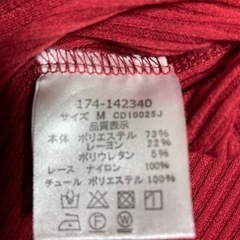 174-142340
サイズ M CD10025J
品質表示
本体 ポリエステル 73%
レーヨン 22%
ポリウレタン 5%
レース ナイロン 100%
チュール ポリエステル 100%